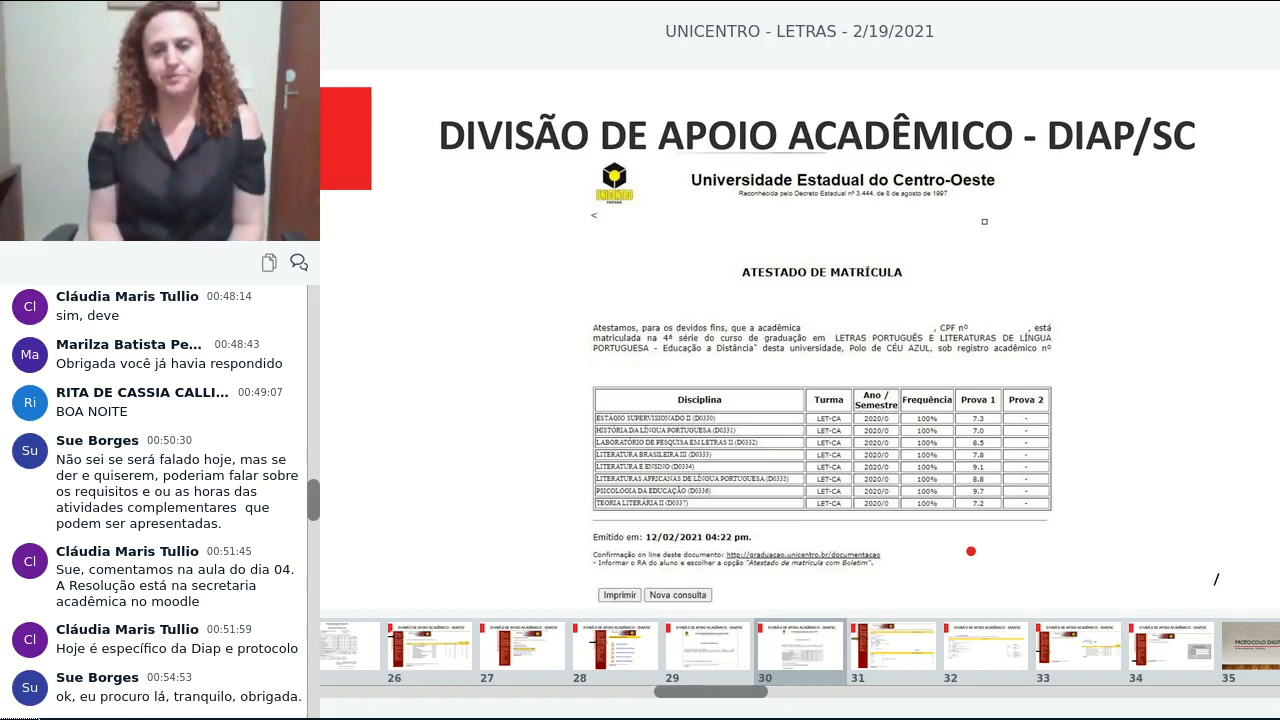 UNICENTRO - LETRAS - 2/19/2021
DIVISÃO DE APOIO ACADÊMICO - DIAP/SC
UNICENTRO
PARANÁ
Universidade Estadual do Centro-Oeste
Reconhecida pelo Decreto Estadual nº 3.444, de 8 de agosto de 1997
<
ATESTADO DE MATRÍCULA
Atestamos, para os devidos fins, que a acadêmica , CPF nº , está
matriculada na 4ª série do curso de graduação em LETRAS PORTUGUÊS E LITERATURAS DE LÍNGUA
PORTUGUESA - Educação a Distância" desta universidade, Polo de CÉU AZUL, sob registro acadêmico nº
Disciplina Turma Ano / Semestre Frequência Prova 1 Prova 2
ESTÁGIO SUPERVISIONADO II (D0330) LET-CA 2020/0 100% 7.3 -
HISTÓRIA DA LÍNGUA PORTUGUESA (D0331) LET-CA 2020/0 100% 7.0 -
LABORATÓRIO DE PESQUISA EM LETRAS II (D0332) LET-CA 2020/0 100% 8.5 -
LITERATURA BRASILEIRA III (D0333) LET-CA 2020/0 100% 7.8 -
LITERATURA E ENSINO (D0334) LET-CA 2020/0 100% 9.1 -
LITERATURAS AFRICANAS DE LÍNGUA PORTUGUESA (D0335) LET-CA 2020/0 100% 8.8 -
PSICOLOGIA DA EDUCAÇÃO (D0336) LET-CA 2020/0 100% 9.7 -
TEORIA LITERÁRIA II (D0337) LET-CA 2020/0 100% 7.2 -
Emitido em: 12/02/2021 04:22 pm.
Confirmação on line deste documento: http://graduacao.unicentro.br/documentacao
- Informar o RA do aluno e escolher a opção "Atestado de matrícula com Boletim".
Imprimir Nova consulta
/
Cl Cláudia Maris Tullio 00:48:14
sim, deve
Ma Marilza Batista Pe... 00:48:43
Obrigada você já havia respondido
Ri RITA DE CASSIA CALLI... 00:49:07
BOA NOITE
Su Sue Borges 00:50:30
Não sei se será falado hoje, mas se
der e quiserem, poderiam falar sobre
os requisitos e ou as horas das
atividades complementares que
podem ser apresentadas.
Cl Cláudia Maris Tullio 00:51:45
Sue, comentamos na aula do dia 04.
A Resolução está na secretaria
acadêmica no moodle
Cl Cláudia Maris Tullio 00:51:59
Hoje é específico da Diap e protocolo
Su Sue Borges 00:54:53
ok, eu procuro lá, tranquilo, obrigada.
26 27 28 29 30 31 32 33 34 35